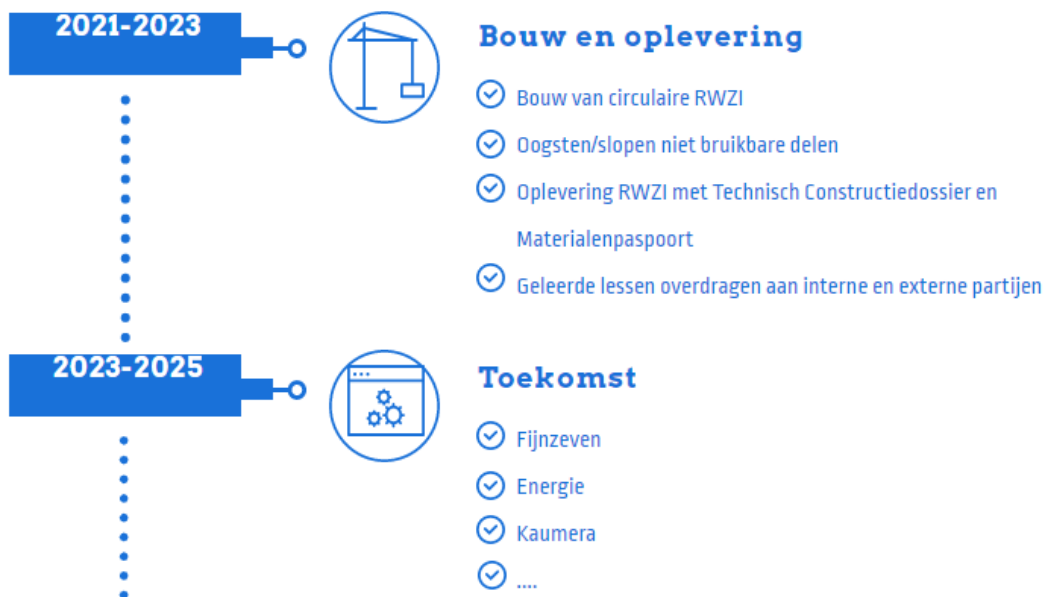 2021-2023
Bouw en oplevering
Bouw van circulaire RWZI
Oogsten/slopen niet bruikbare delen
Oplevering RWZI met Technisch Constructiedossier en
Materialenpaspoort
Geleerde lessen overdragen aan interne en externe partijen
2023-2025
Toekomst
Fijnzeven
Energie
Kaumera
....